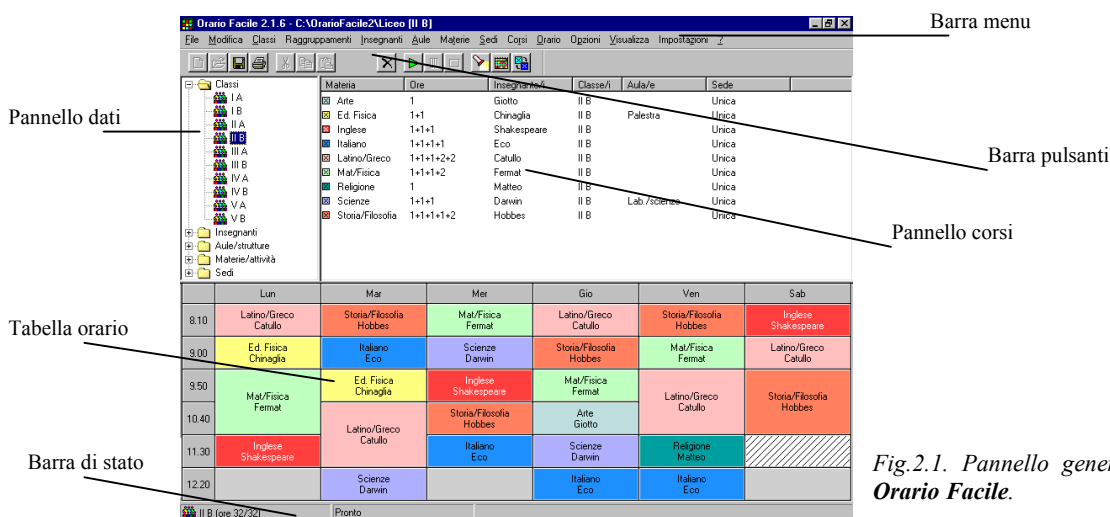 Orario Facile 2.1.6 - C:\OrarioFacile2\Liceo [II B]
Barra menu
File Modifica Classi Raggruppamenti Insegnanti Aule Materie Sedi Corsi Orario Opzioni Visualizza Impostazioni ?
Pannello dati
Classi
I A
I B
II A
II B
III A
III B
IV A
IV B
V A
V B
Insegnanti
Aule/strutture
Materie/attività
Sedi
Materia Ore Insegnante/i Classe/i Aula/e Sede
Arte 1 Giotto II B Unica
Ed. Fisica 1+1 Chinaglia II B Palestra Unica
Inglese 1+1+1 Shakespeare II B Unica
Italiano 1+1+1+1 Eco II B Unica
Latino/Greco 1+1+1+2+2 Catullo II B Unica
Mat/Fisica 1+1+1+2 Fermat II B Unica
Religione 1 Matteo II B Unica
Scienze 1+1+1 Darwin II B Lab./scienze Unica
Storia/Filosofia 1+1+1+1+2 Hobbes II B Unica
Barra pulsanti
Pannello corsi
Lun Mar Mer Gio Ven Sab
Tabella orario
8.10 Latino/Greco Storia/Filosofia Mat/Fisica Latino/Greco Storia/Filosofia Inglese
Catullo Hobbes Fermat Catullo Hobbes Shakespeare
9.00 Ed. Fisica Italiano Scienze Storia/Filosofia Mat/Fisica Latino/Greco
Chinaglia Eco Darwin Hobbes Fermat Catullo
9.50 Mat/Fisica Ed. Fisica Inglese Mat/Fisica Latino/Greco Storia/Filosofia
Fermat Chinaglia Shakespeare Fermat Catullo Hobbes
10.40 Latino/Greco Storia/Filosofia Arte
Catullo Hobbes Giotto
11.30 Inglese Italiano Scienze Religione
Shakespeare Eco Darwin Matteo
12.20 Scienze Italiano Italiano
Darwin Eco Eco
Barra di stato
II B (ore 32/32) Pronto
Fig.2.1. Pannello gene
Orario Facile.